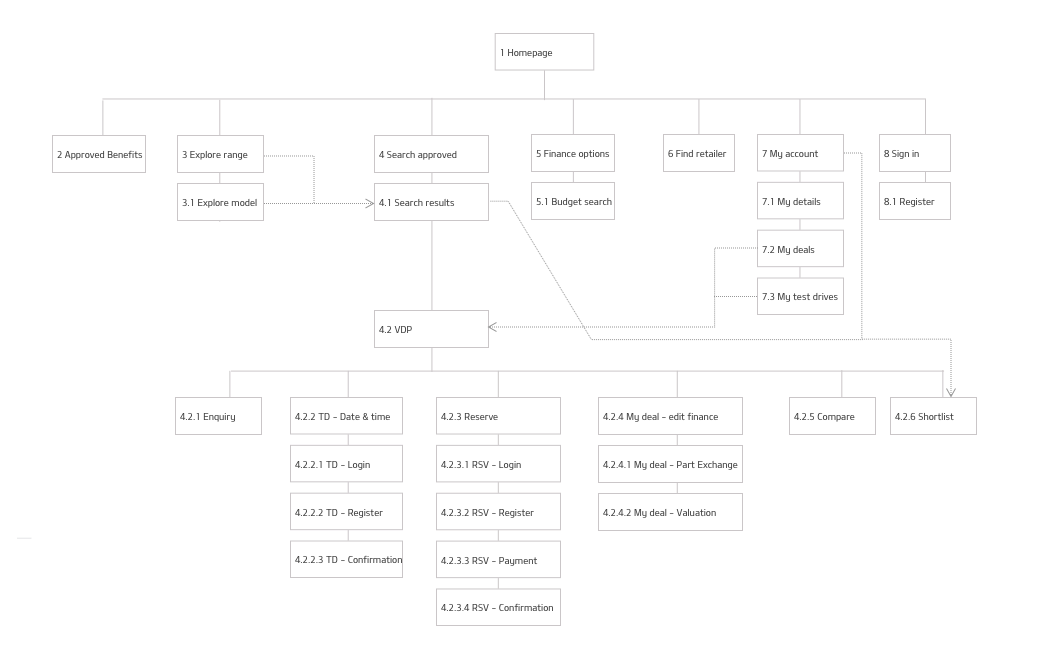 1 Homepage
2 Approved Benefits
3 Explore range
4 Search approved
5 Finance options
6 Find retailer
7 My account
8 Sign in
3.1 Explore model
4.1 Search results
5.1 Budget search
7.1 My details
8.1 Register
7.2 My deals
7.3 My test drives
4.2 VDP
4.2.1 Enquiry
4.2.2 TD - Date & time
4.2.3 Reserve
4.2.4 My deal - edit finance
4.2.5 Compare
4.2.6 Shortlist
4.2.2.1 TD - Login
4.2.3.1 RSV - Login
4.2.4.1 My deal - Part Exchange
4.2.2.2 TD - Register
4.2.3.2 RSV - Register
4.2.4.2 My deal - Valuation
4.2.2.3 TD - Confirmation
4.2.3.3 RSV - Payment
4.2.3.4 RSV - Confirmation